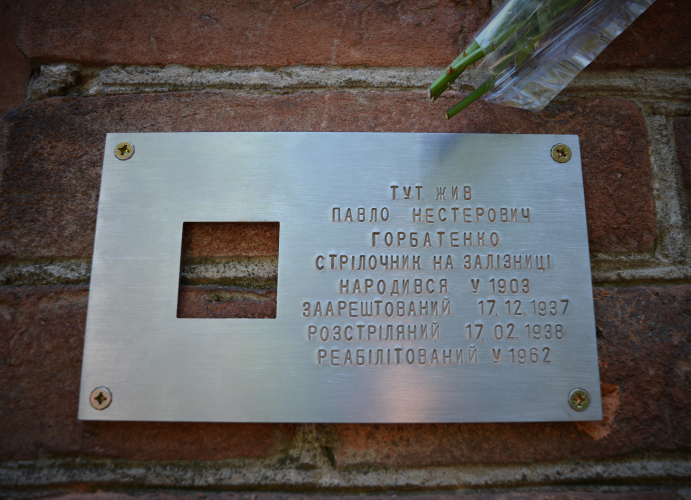 ТУТ ЖИВ
ПАВЛО НЕСТЕРОВИЧ
ГОРБАТЕНКО
СТРІЛОЧНИК НА ЗАЛІЗНИЦІ
НАРОДИВСЯ У 1903
ЗААРЕШТОВАНИЙ 17.12.1937
РОЗСТРІЛЯНИЙ 17.02.1938
РЕАБІЛІТОВАНИЙ У 1962